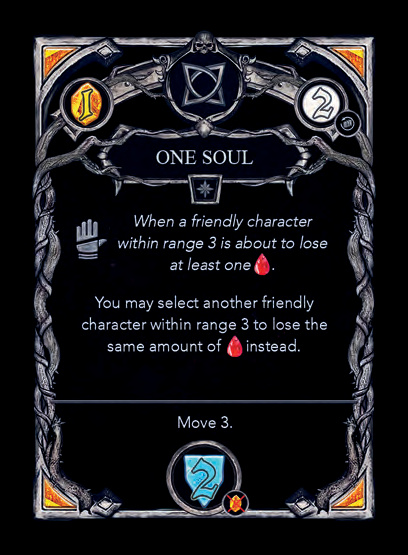 1
2
ONE SOUL
When a friendly character
within range 3 is about to lose
at least one .
You may select another friendly
character within range 3 to lose the
same amount of instead.
Move 3.
2